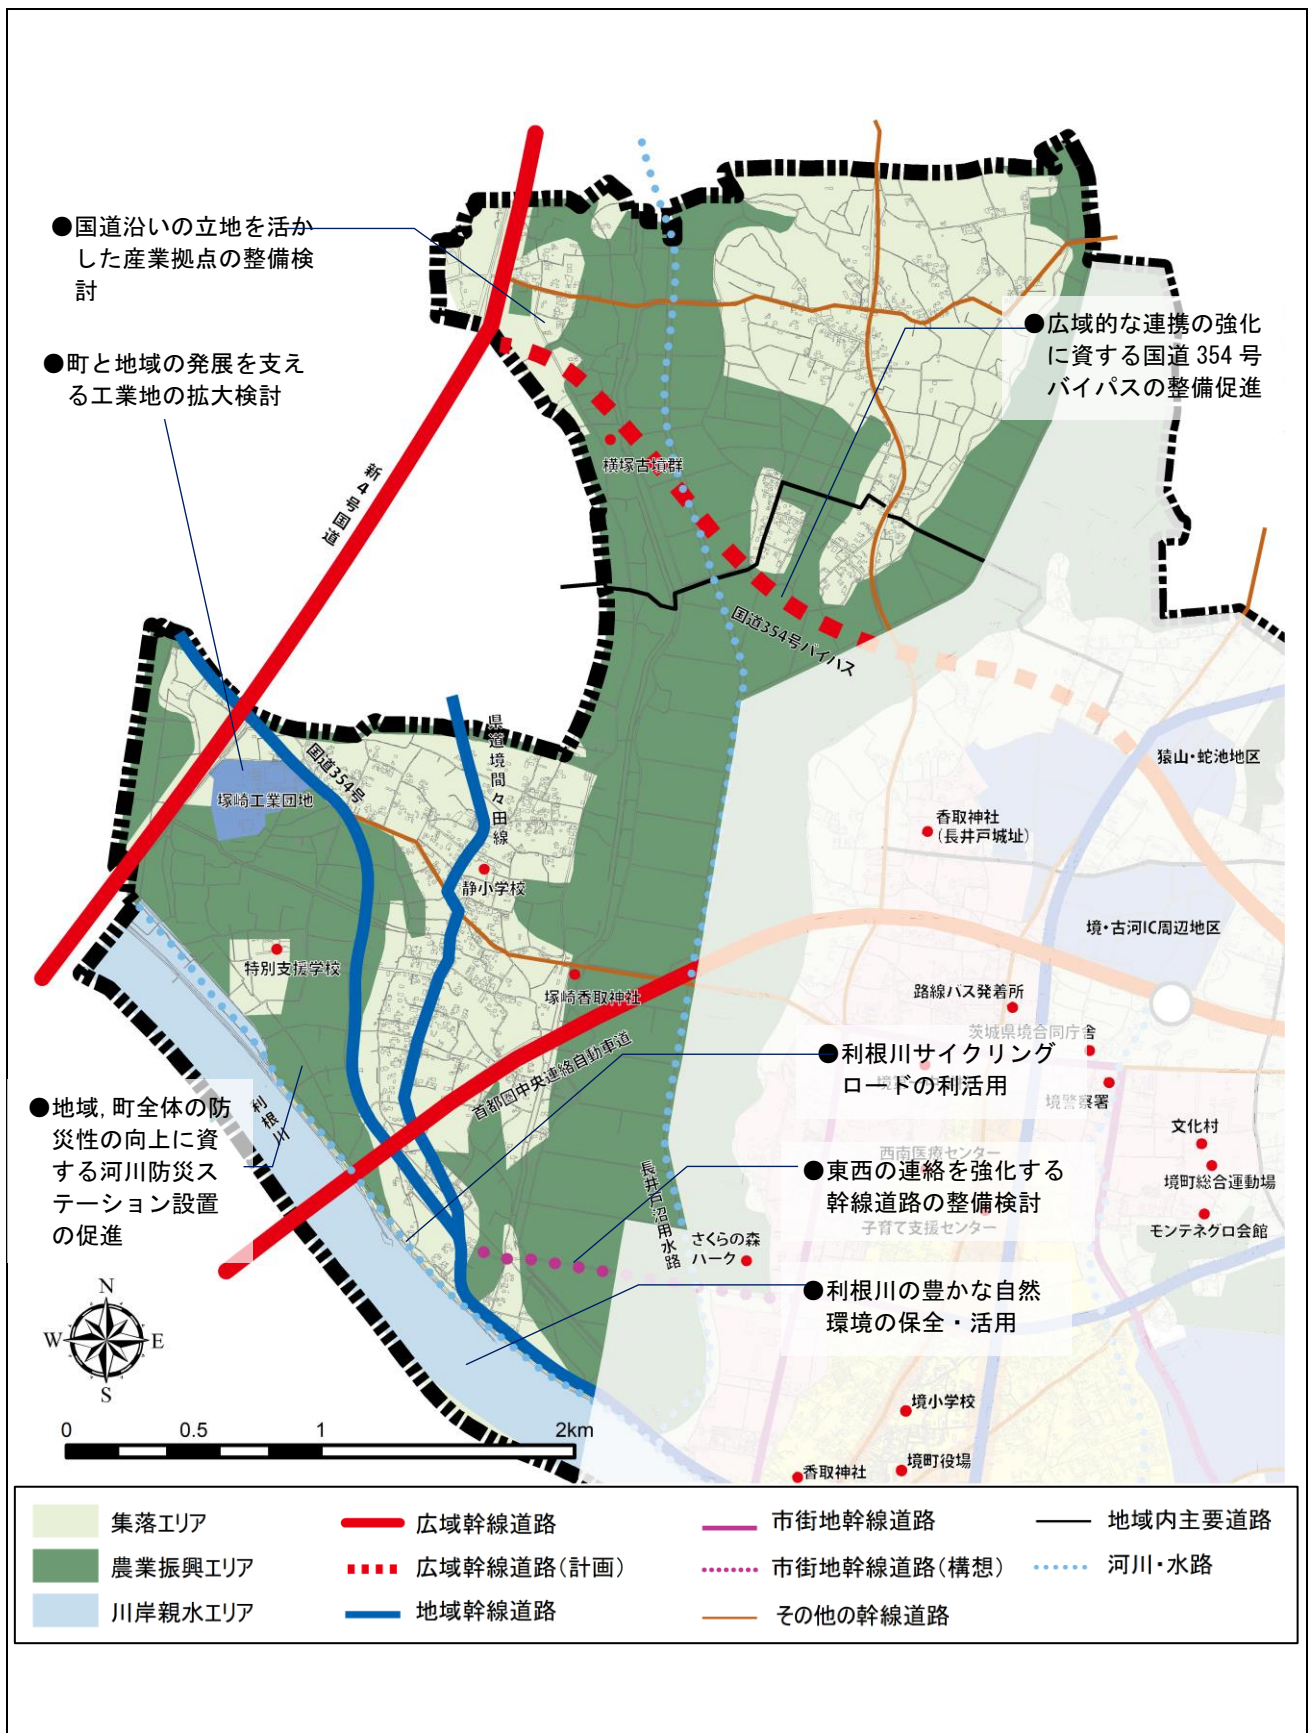 ●国道沿いの立地を活か
した産業拠点の整備検
討
●町と地域の発展を支え
る工業地の拡大検討
●広域的な連携の強化
に資する国道 354 号
バイパスの整備促進
新4号国道
横塚古墳群
国道354号バイパス
県道境間々田線
国道354号
塚崎工業団地
猿山・蛇池地区
香取神社
(長井戸城址)
静小学校
境・古河IC周辺地区
特別支援学校
塚崎香取神社
路線バス発着所
茨城県境合同庁舎
首都圏中央連絡自動車道
●利根川サイクリング
ロードの利活用
境警察署
利根川
●地域，町全体の防
災性の向上に資
する河川防災ス
テーション設置
の促進
文化村
西南医療センター
●東西の連絡を強化する
幹線道路の整備検討
境町総合運動場
子育て支援センター
モンテネグロ会館
長井戸沼用水路
さくらの森
パーク
●利根川の豊かな自然
環境の保全・活用
N
W
E
S
境小学校
境町役場
香取神社
0 0.5 1 2km
集落エリア
農業振興エリア
川岸親水エリア
広域幹線道路
広域幹線道路(計画)
地域幹線道路
市街地幹線道路
市街地幹線道路(構想)
その他の幹線道路
地域内主要道路
河川・水路